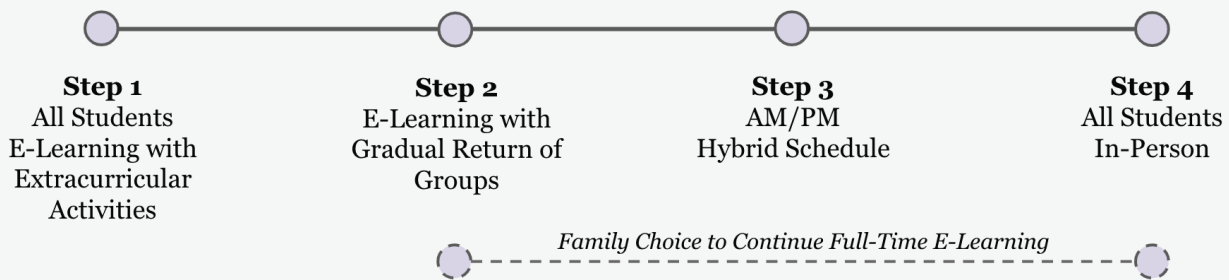 Step 1
All Students
E-Learning with
Extracurricular
Activities
Step 2
E-Learning with
Gradual Return of
Groups
Step 3
AM/PM
Hybrid Schedule
Step 4
All Students
In-Person
Family Choice to Continue Full-Time E-Learning